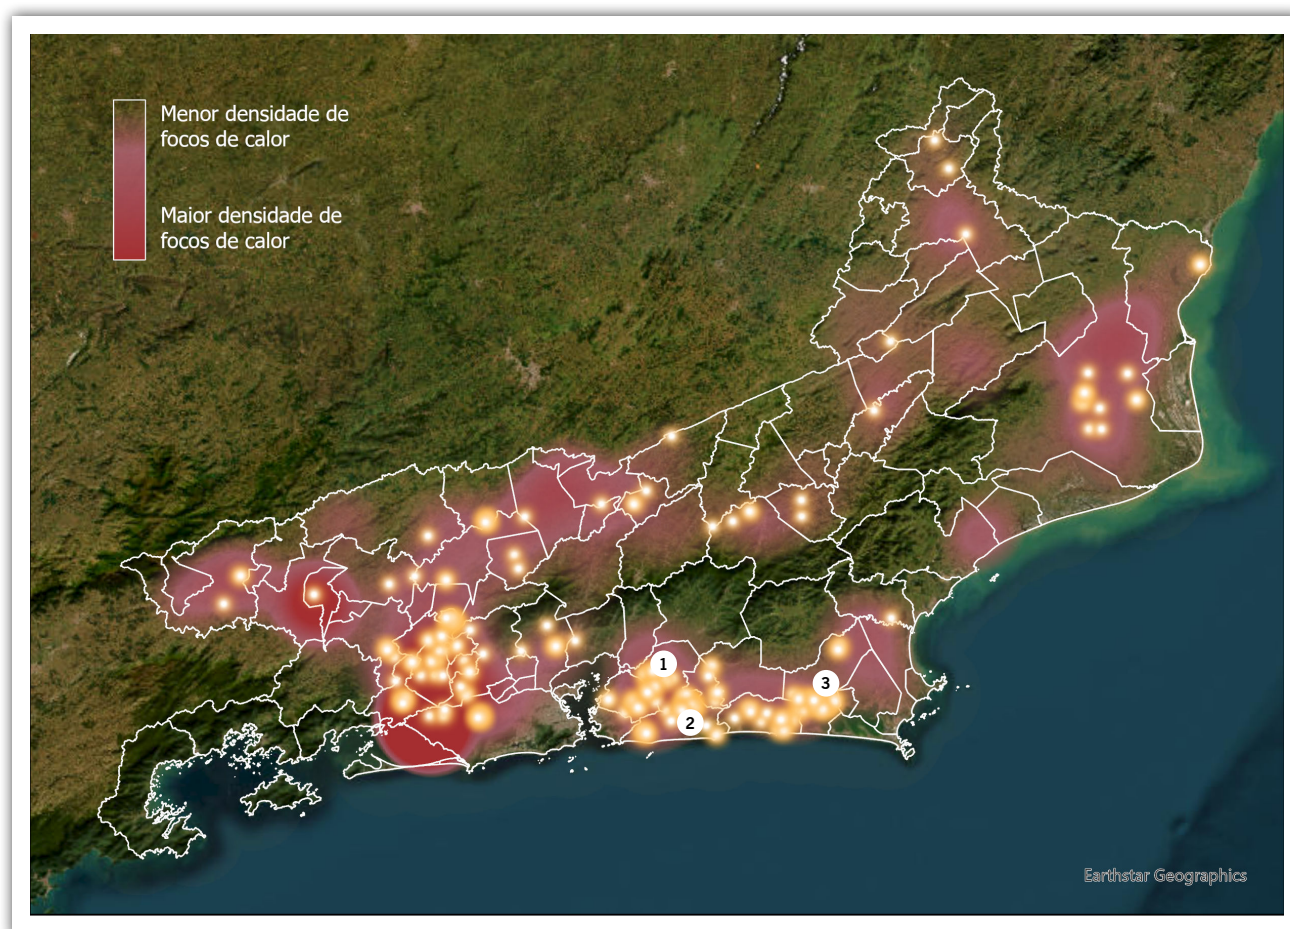 Menor densidade de
focos de calor
Maior densidade de
focos de calor
1
2
3
Earthstar Geographics